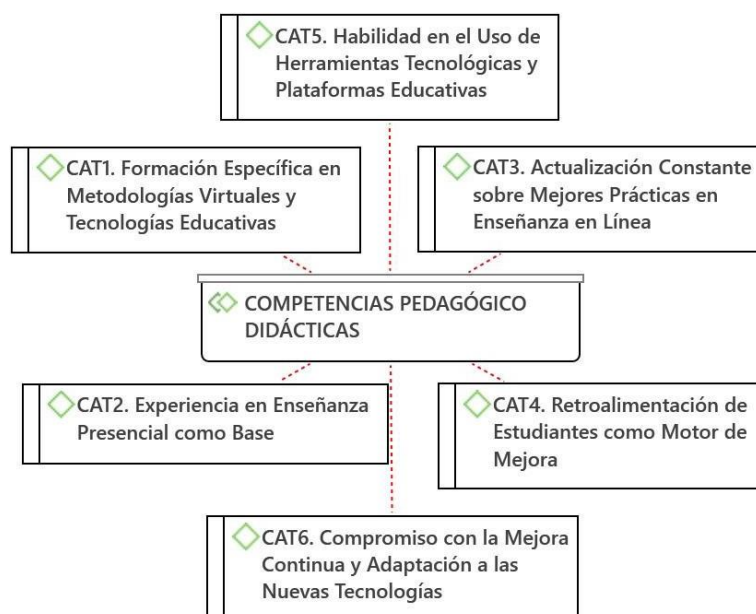 CAT5. Habilidad en el Uso de
Herramientas Tecnológicas y
Plataformas Educativas
CAT1. Formación Específica en
Metodologías Virtuales y
Tecnologías Educativas
CAT3. Actualización Constante
sobre Mejores Prácticas en
Enseñanza en Línea
COMPETENCIAS PEDAGÓGICO
DIDÁCTICAS
CAT2. Experiencia en Enseñanza
Presencial como Base
CAT4. Retroalimentación de
Estudiantes como Motor de
Mejora
CAT6. Compromiso con la Mejora
Continua y Adaptación a las
Nuevas Tecnologías